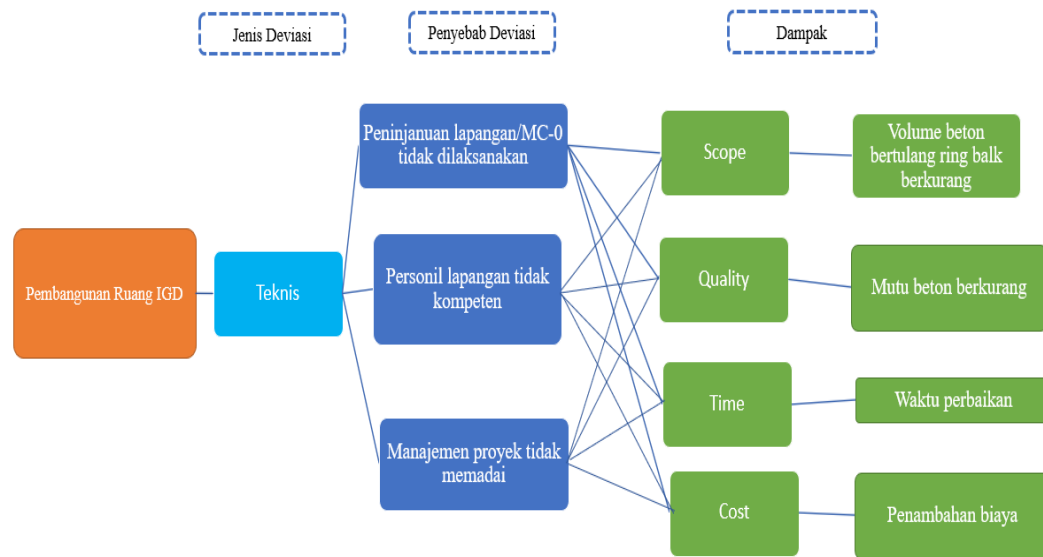 Jenis Deviasi
Penyebab Deviasi
Dampak
Pembangunan Ruang IGD
Teknis
Peninjanuan lapangan/MC-0
tidak dilaksanakan
Personil lapangan tidak
kompeten
Manajemen proyek tidak
memadai
Scope
Quality
Time
Cost
Volume beton
bertulang ring balk
berkurang
Mutu beton berkurang
Waktu perbaikan
Penambahan biaya